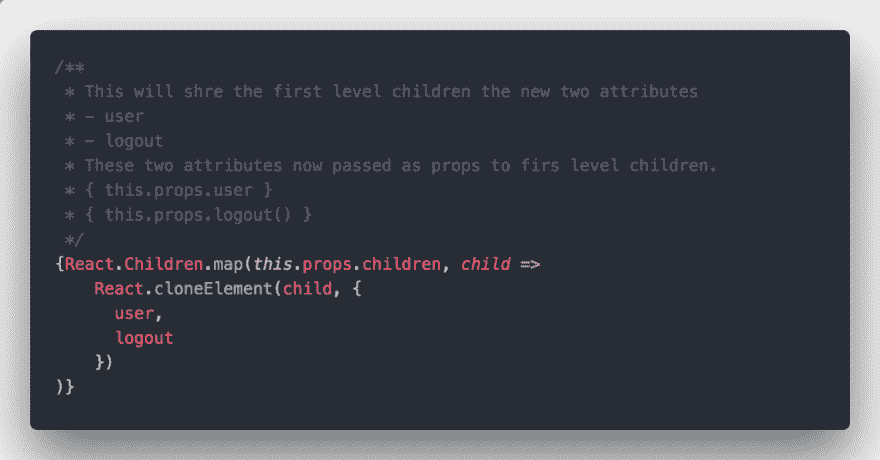 /**
 * This will shre the first level children the new two attributes
 * – user
 * – logout
 * These two attributes now passed as props to firs level children.
 * { this.props.user }
 * { this.props.logout() }
 */
{React.Children.map(this.props.children, child =>
    React.cloneElement(child, {
      user,
      logout
    })
)}